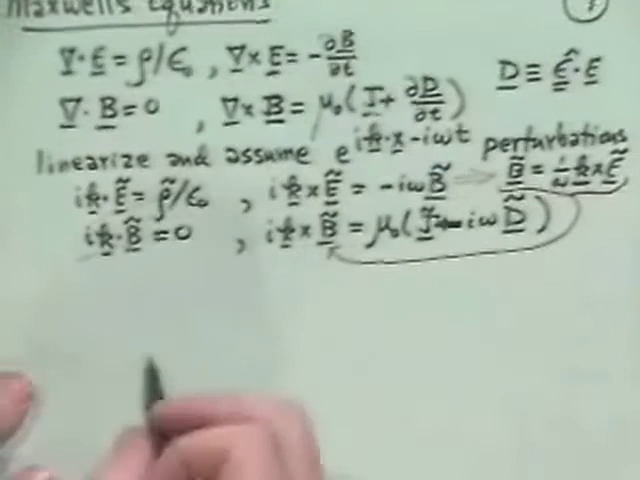 Maxwell's Equations
∇·E = ρ/ε₀ , ∇×E = -∂B/∂t
D ≡ ε̂·E
∇·B = 0 , ∇×B = μ₀(J + ∂D/∂t)
linearize and assume e^{ik·x - iωt} perturbations
ik·Ẽ = ρ̃/ε₀ , ik×Ẽ = -iωB̃ → B̃ = 1/ω k×Ẽ
ik·B̃ = 0 , ik×B̃ = μ₀( - iωD̃)